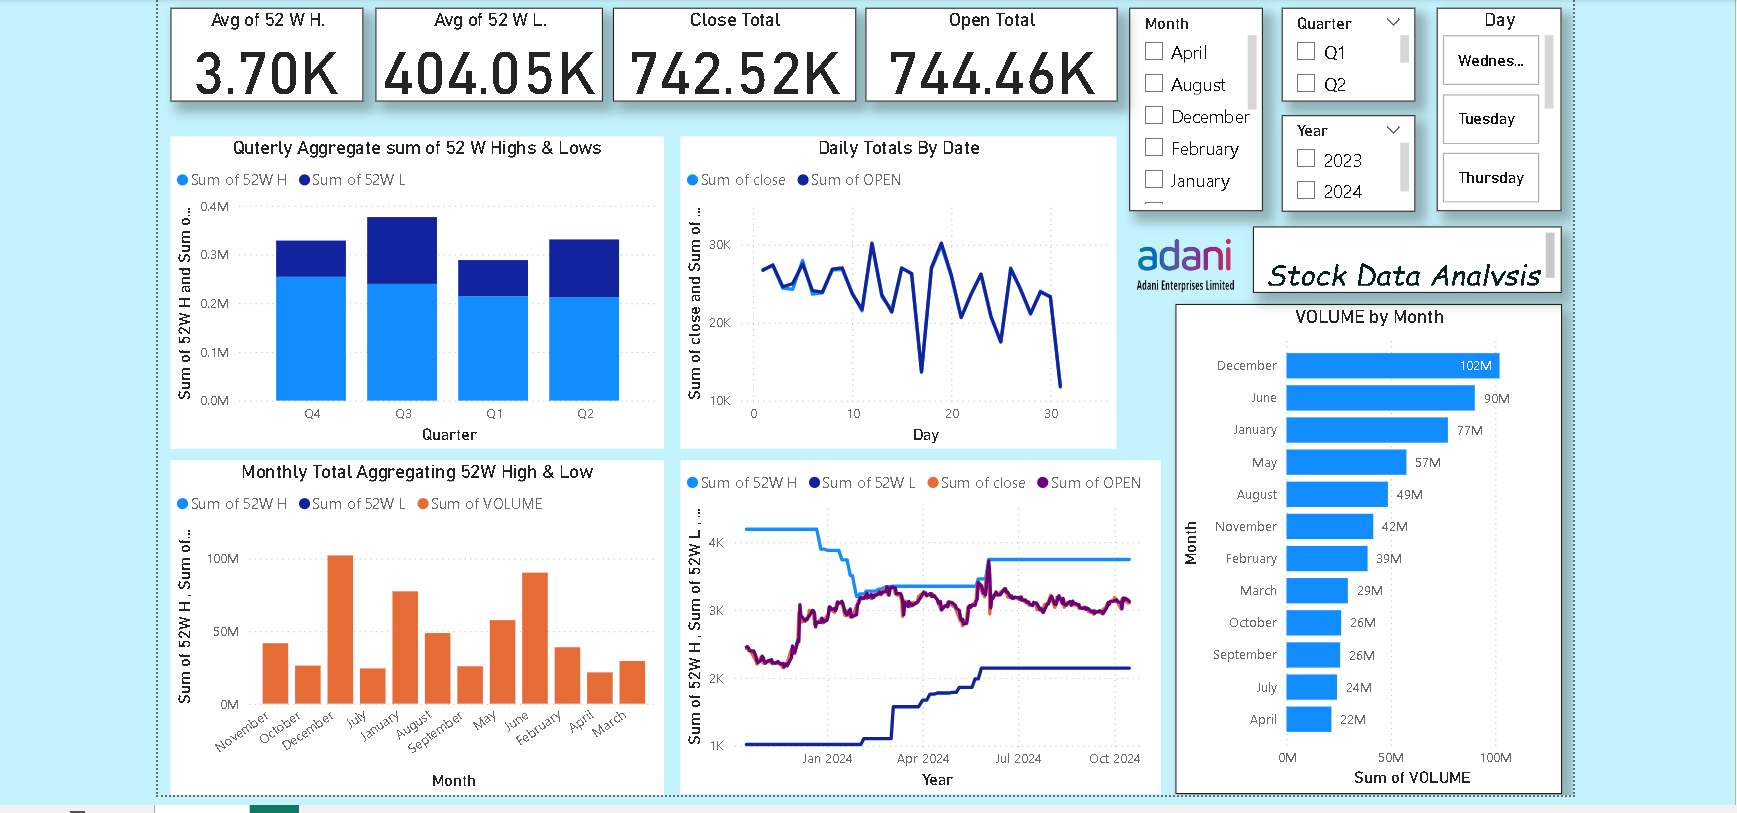 Avg of 52 W H.
3.70K
Avg of 52 W L.
404.05K
Close Total
742.52K
Open Total
744.46K
Month
April
August
December
February
January
Quarter
Q1
Q2
Year
2023
2024
Day
Wednes...
Tuesday
Thursday
Quterly Aggregate sum of 52 W Highs & Lows
Sum of 52W H
Sum of 52W L
Sum of 52W H and Sum o...
0.4M
0.3M
0.2M
0.1M
0.0M
Q4
Q3
Q1
Q2
Quarter
Daily Totals By Date
Sum of close
Sum of OPEN
Sum of close and Sum of ...
30K
20K
10K
0
10
20
30
Day
adani
Adani Enterprises Limited
Stock Data Analysis
Monthly Total Aggregating 52W High & Low
Sum of 52W H
Sum of 52W L
Sum of VOLUME
Sum of 52W H, Sum of...
100M
50M
0M
November
October
December
July
January
August
September
May
June
February
April
March
Month
Sum of 52W H
Sum of 52W L
Sum of close
Sum of OPEN
Sum of 52W H, Sum of 52W L, ...
4K
3K
2K
1K
Jan 2024
Apr 2024
Jul 2024
Oct 2024
Year
VOLUME by Month
Month
December
102M
June
90M
January
77M
May
57M
August
49M
November
42M
February
39M
March
29M
October
26M
September
26M
July
24M
April
22M
0M
50M
100M
Sum of VOLUME